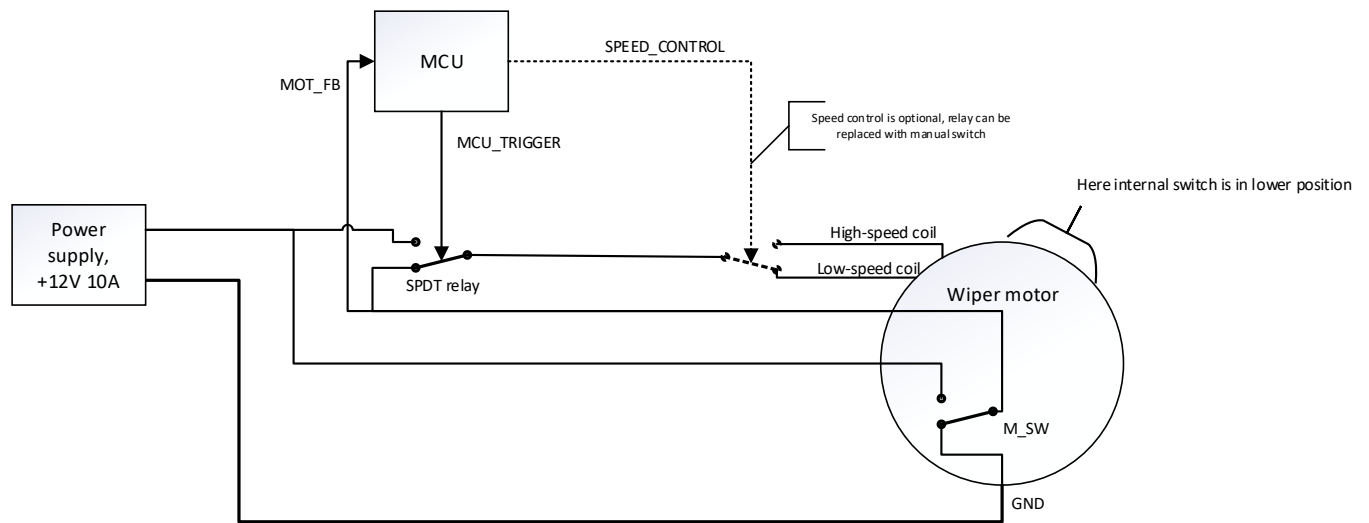 MCU
SPEED_CONTROL
MOT_FB
MCU_TRIGGER
Speed control is optional, relay can be
replaced with manual switch
Here internal switch is in lower position
Power
supply,
+12V 10A
High-speed coil
Low-speed coil
SPDT relay
Wiper motor
M_SW
GND